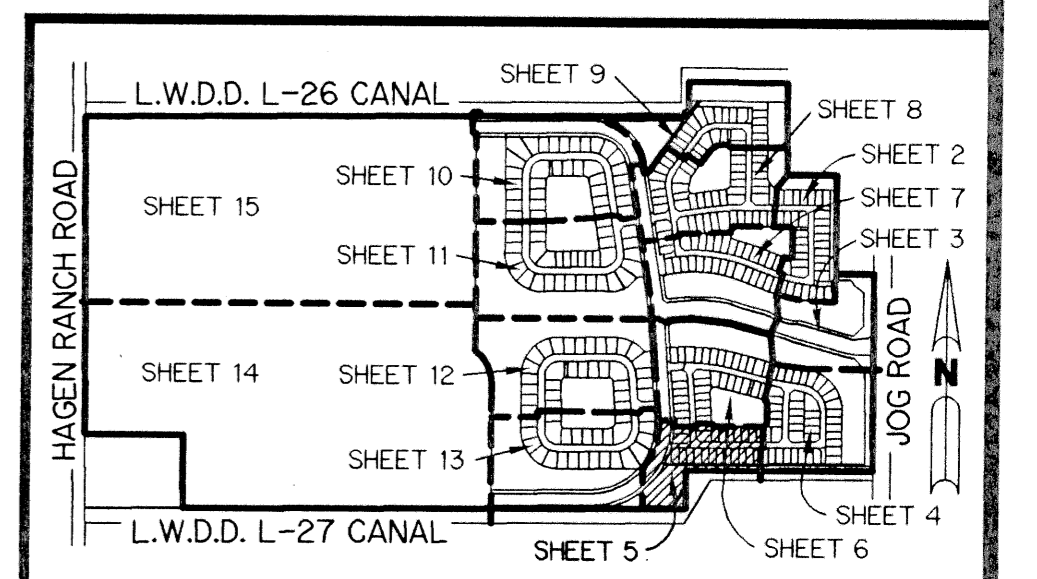 SHEET 9
L.W.D.D. L-26 CANAL
SHEET 8
SHEET 2
SHEET 10
SHEET 7
SHEET 15
SHEET 3
SHEET 11
HAGEN RANCH ROAD
JOG ROAD
N
SHEET 14
SHEET 12
SHEET 13
SHEET 4
L.W.D.D. L-27 CANAL
SHEET 5
SHEET 6